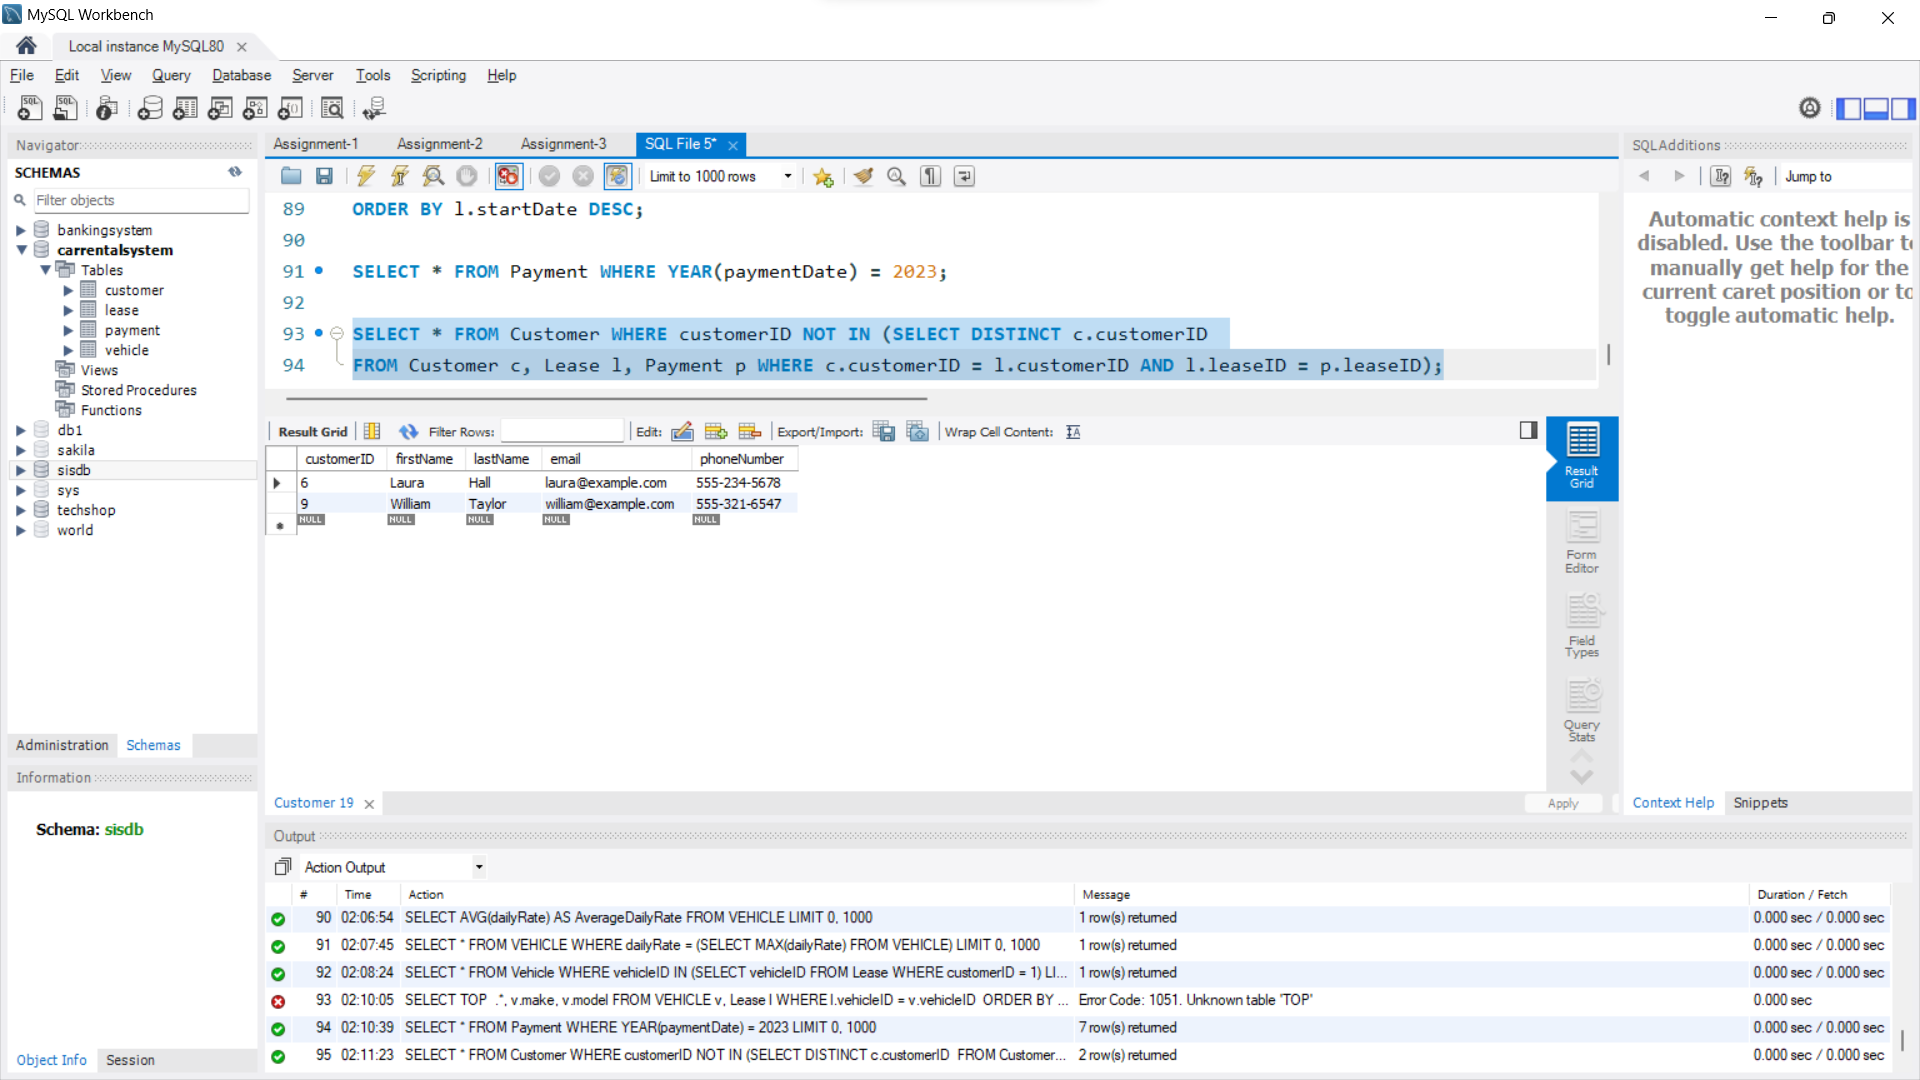 MySQL Workbench
Local instance MySQL80
File Edit View Query Database Server Tools Scripting Help
Navigator
SCHEMAS
Filter objects
bankingsystem
carrentalsystem
Tables
customer
lease
payment
vehicle
Views
Stored Procedures
Functions
db1
sakila
sisdb
sys
techshop
world
Administration Schemas
Information
Schema: sisdb
Object Info Session
Assignment-1 Assignment-2 Assignment-3 SQL File 5*
Limit to 1000 rows
89 ORDER BY l.startDate DESC;
90
91 SELECT * FROM Payment WHERE YEAR(paymentDate) = 2023;
92
93 SELECT * FROM Customer WHERE customerID NOT IN (SELECT DISTINCT c.customerID
94 FROM Customer c, Lease l, Payment p WHERE c.customerID = l.customerID AND l.leaseID = p.leaseID);
Result Grid Filter Rows: Edit: Export/Import: Wrap Cell Content:
customerID firstName lastName email phoneNumber
6 Laura Hall laura@example.com 555-234-5678
9 William Taylor william@example.com 555-321-6547
NULL NULL NULL NULL NULL
Result
Grid
Form
Editor
Field
Types
Query
Stats
Customer 19
Apply
SQLAdditions
Jump to
Automatic context help is
disabled. Use the toolbar to
manually get help for the
current caret position or to
toggle automatic help.
Context Help Snippets
Output
Action Output
# Time Action Message Duration / Fetch
90 02:06:54 SELECT AVG(dailyRate) AS AverageDailyRate FROM VEHICLE LIMIT 0, 1000 1 row(s) returned 0.000 sec / 0.000 sec
91 02:07:45 SELECT * FROM VEHICLE WHERE dailyRate = (SELECT MAX(dailyRate) FROM VEHICLE) LIMIT 0, 1000 1 row(s) returned 0.000 sec / 0.000 sec
92 02:08:24 SELECT * FROM Vehicle WHERE vehicleID IN (SELECT vehicleID FROM Lease WHERE customerID = 1) LI... 1 row(s) returned 0.000 sec / 0.000 sec
93 02:10:05 SELECT TOP .*, v.make, v.model FROM VEHICLE v, Lease l WHERE l.vehicleID = v.vehicleID ORDER BY ... Error Code: 1051. Unknown table 'TOP' 0.000 sec
94 02:10:39 SELECT * FROM Payment WHERE YEAR(paymentDate) = 2023 LIMIT 0, 1000 7 row(s) returned 0.000 sec / 0.000 sec
95 02:11:23 SELECT * FROM Customer WHERE customerID NOT IN (SELECT DISTINCT c.customerID FROM Customer... 2 row(s) returned 0.000 sec / 0.000 sec